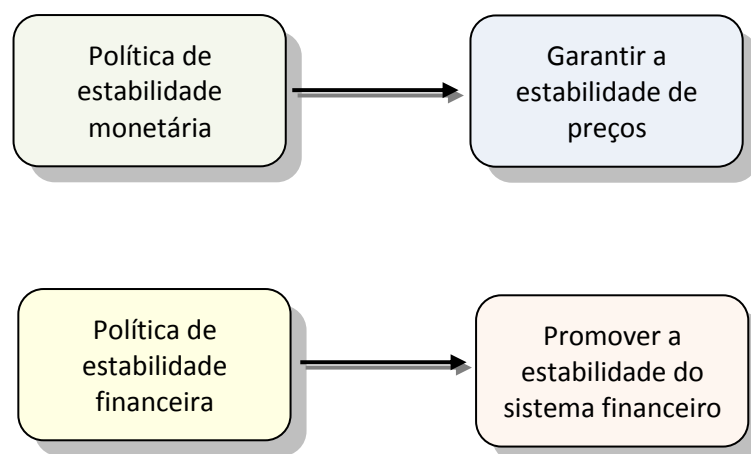 Política de
estabilidade
monetária
Garantir a
estabilidade de
preços
Política de
estabilidade
financeira
Promover a
estabilidade do
sistema financeiro